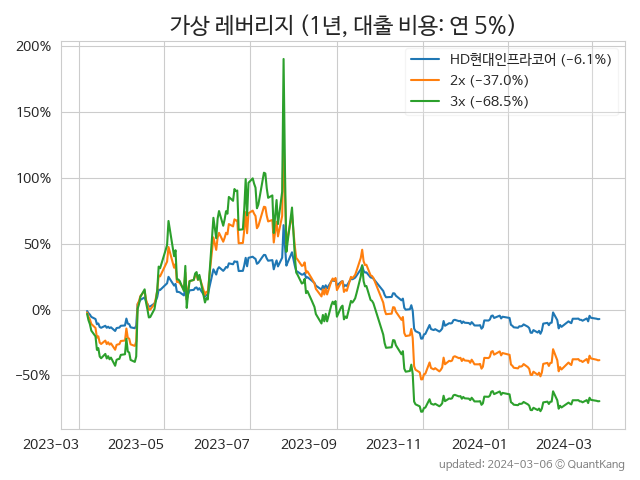 가상 레버리지 (1년, 대출 비용: 연 5%)
200%
150%
100%
50%
0%
−50%
HD현대인프라코어 (−6.1%)
2x (−37.0%)
3x (−68.5%)
2023-03 2023-05 2023-07 2023-09 2023-11 2024-01 2024-03
updated: 2024-03-06 © QuantKang